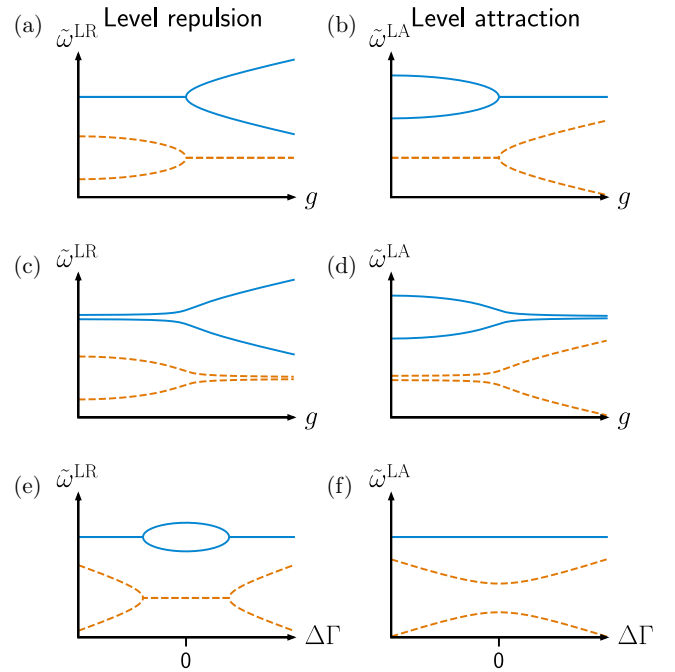 Level repulsion Level attraction
(a) ω̃^LR (b) ω̃^LA
g g
(c) ω̃^LR (d) ω̃^LA
g g
(e) ω̃^LR (f) ω̃^LA
ΔΓ ΔΓ
0 0